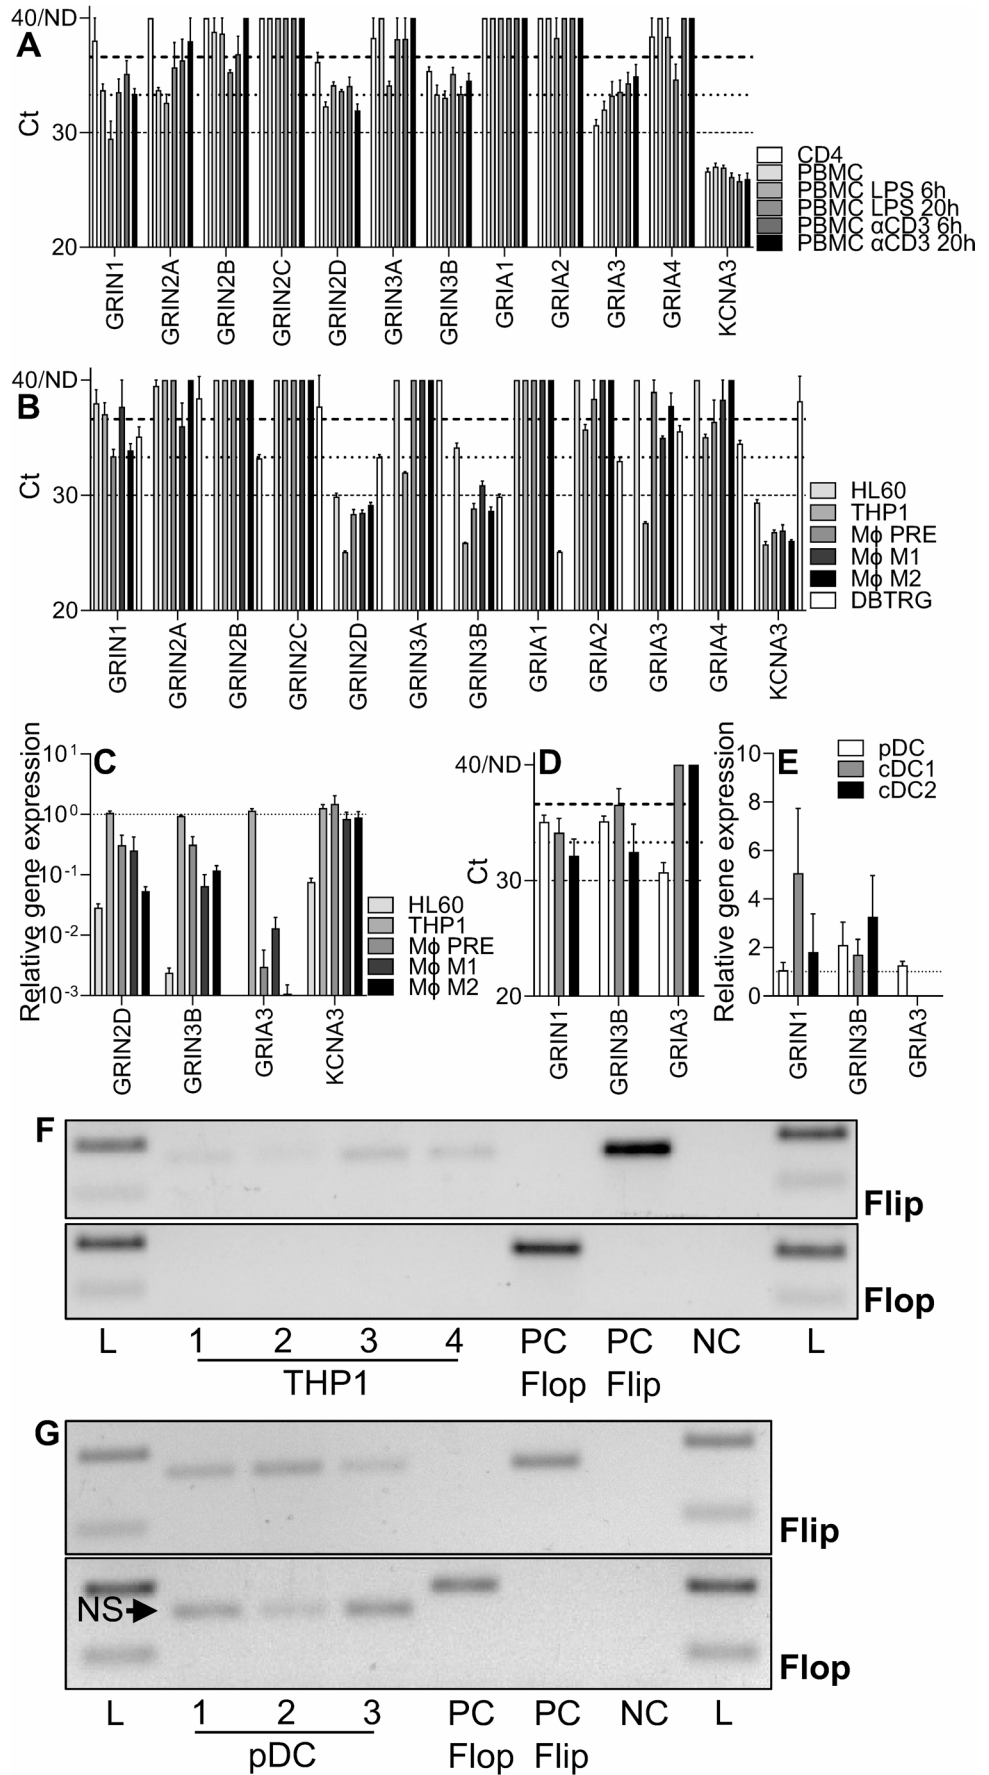 A
40/ND
30
20
Ct
GRIN1
GRIN2A
GRIN2B
GRIN2C
GRIN2D
GRIN3A
GRIN3B
GRIA1
GRIA2
GRIA3
GRIA4
KCNA3
CD4
PBMC
PBMC LPS 6h
PBMC LPS 20h
PBMC αCD3 6h
PBMC αCD3 20h
B
40/ND
30
20
Ct
GRIN1
GRIN2A
GRIN2B
GRIN2C
GRIN2D
GRIN3A
GRIN3B
GRIA1
GRIA2
GRIA3
GRIA4
KCNA3
HL60
THP1
Mϕ PRE
Mϕ M1
Mϕ M2
DBTRG
C
Relative gene expression
10¹
10⁰
10⁻¹
10⁻²
10⁻³
GRIN2D
GRIN3B
GRIA3
KCNA3
HL60
THP1
Mϕ PRE
Mϕ M1
Mϕ M2
D
40/ND
30
20
Ct
GRIN1
GRIN3B
GRIA3
E
Relative gene expression
10
8
6
4
2
0
GRIN1
GRIN3B
GRIA3
pDC
cDC1
cDC2
F
Flip
Flop
L 1 2 3 4 PC PC NC L
THP1 Flop Flip
G
Flip
NS
Flop
L 1 2 3 PC PC NC L
pDC Flop Flip